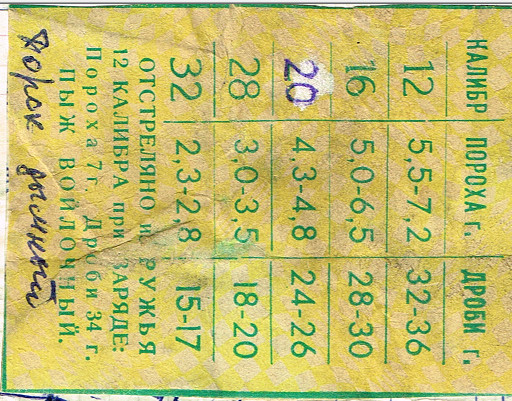 КАЛИБР ПОРОХА г. ДРОБИ г.
12 5,5-7,2 32-36
16 5,0-6,5 28-30
20 4,3-4,8 24-26
28 3,0-3,5 18-20
32 2,3-2,8 15-17
ОТСТРЕЛЯНО из РУЖЬЯ
12 КАЛИБРА при ЗАРЯДЕ:
Пороха 7 г. Дроби 34 г.
ПЫЖ ВОЙЛОЧНЫЙ.
Порох дымный